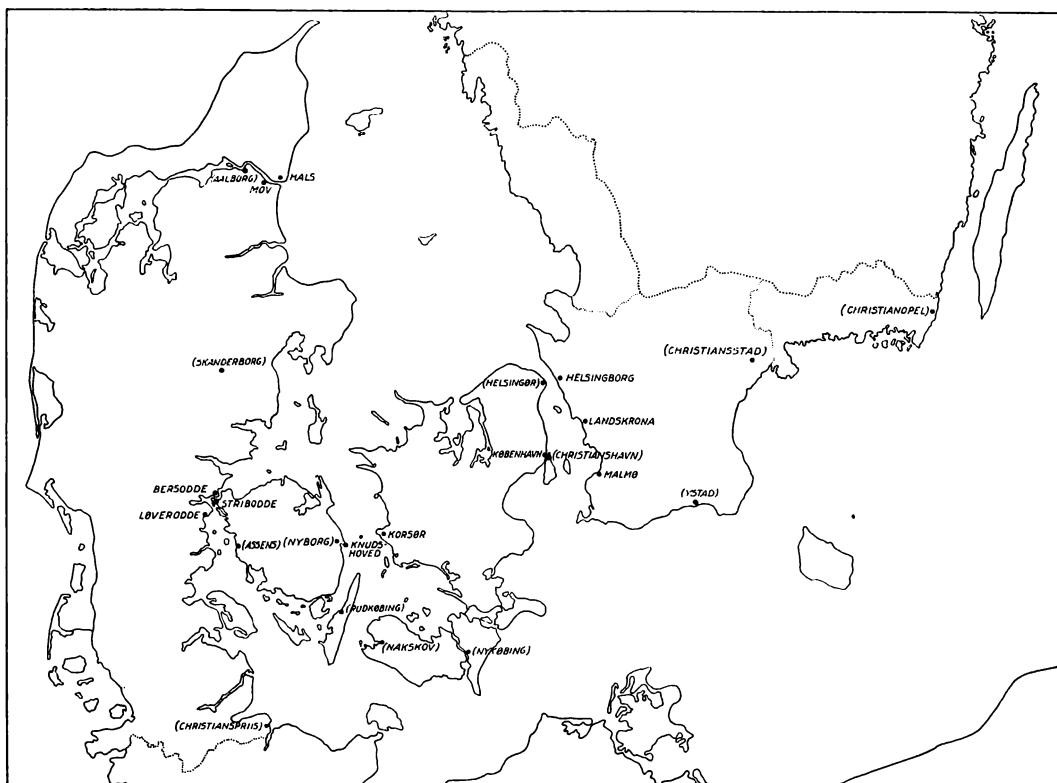 (AALBORG)
HALS
MOV
(CHRISTIANOPEL)
(SKANDERBORG)
(CHRISTIANSSTAD)
(HELSINGØR)
HELSINGBORG
LANDSKRONA
KØBENHAVN
(CHRISTIANSHAVN)
MALMØ
BERSODDE
STRIBODDE
(YSTAD)
LØVERODDE
(ASSENS)
(NYBORG)
KNUDS-
HOVED
KORSØR
(RUDKØBING)
(NAKSKOV)
(NYKØBING)
(CHRISTIANSPRIIS)